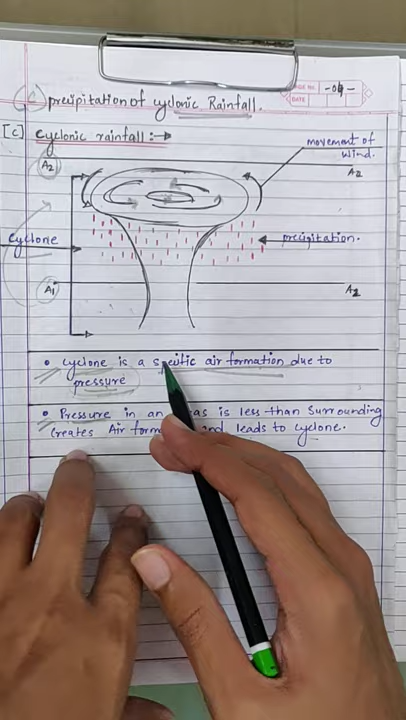 PAGE NO. -04-
DATE
C precipitation of cyclonic Rainfall.
[C] Cyclonic rainfall:→
movement of
wind.
A2 A2
cyclone precipitation.
A1 A1
• cyclone is a specific air formation due to
pressure
• Pressure in an as is less than surrounding
creates Air form and leads to cyclone.